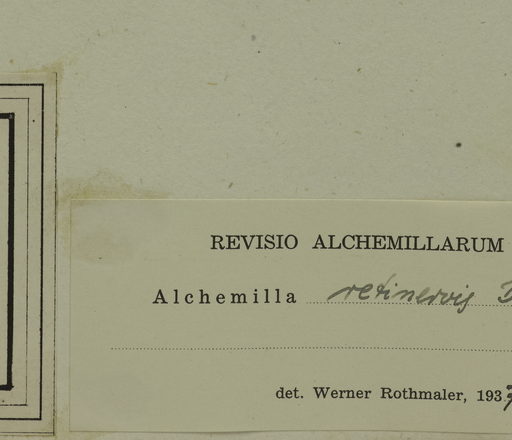 REVISIO ALCHEMILLARUM
Alchemilla retinervis
det. Werner Rothmaler, 193